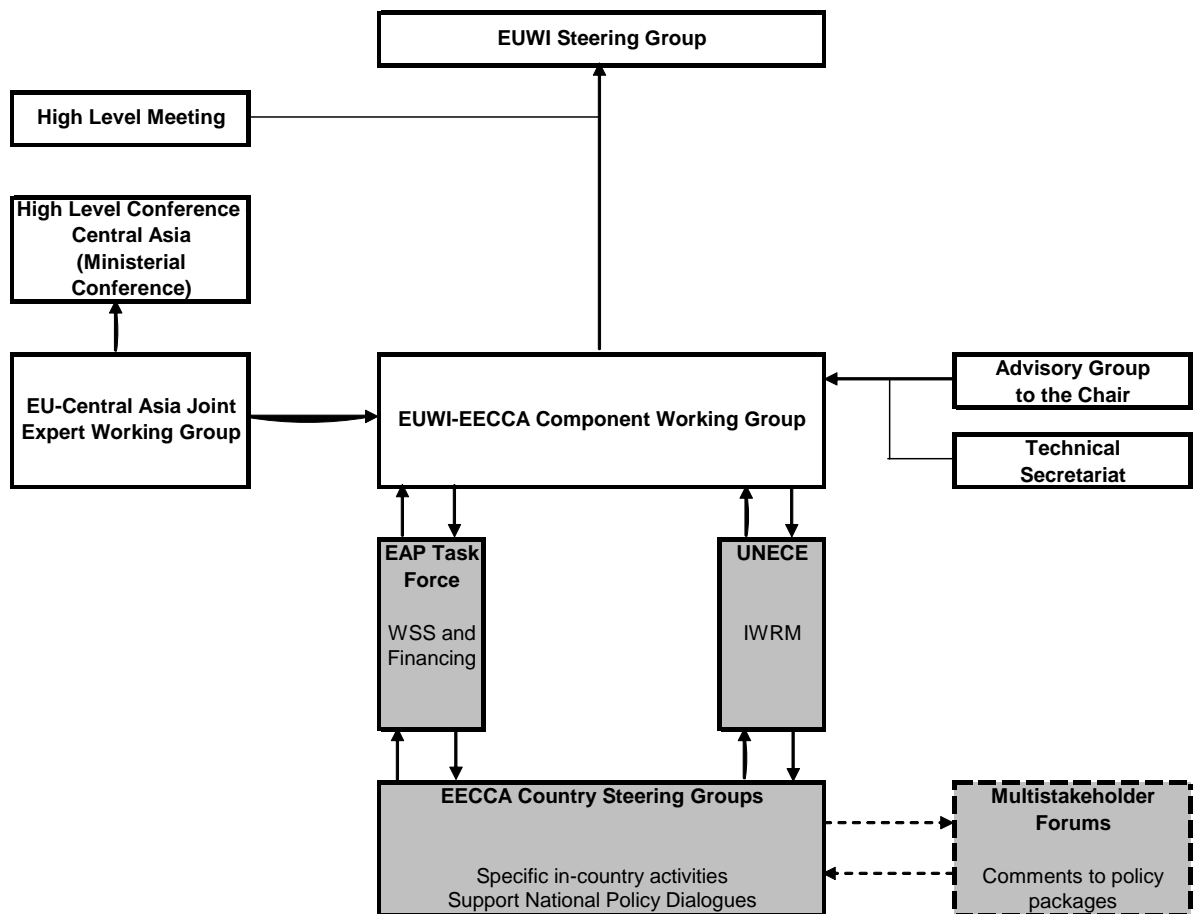 EUWI Steering Group
High Level Meeting
High Level Conference
Central Asia
(Ministerial
Conference)
EU-Central Asia Joint
Expert Working Group
EUWI-EECCA Component Working Group
Advisory Group
to the Chair
Technical
Secretariat
EAP Task
Force
WSS and
Financing
UNECE
IWRM
EECCA Country Steering Groups
Specific in-country activities
Support National Policy Dialogues
Multistakeholder
Forums
Comments to policy
packages